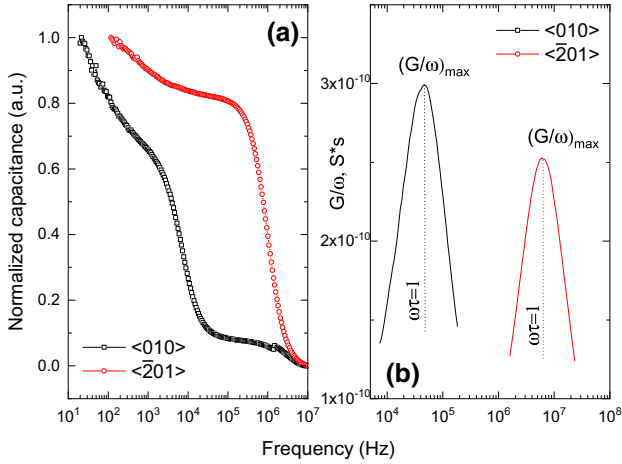 (a)
Normalized capacitance (a.u.)
1.0
0.8
0.6
0.4
0.2
0.0
<010>
<2̅01>
10¹ 10² 10³ 10⁴ 10⁵ 10⁶ 10⁷
<010>
<2̅01>
(G/ω)max
(G/ω)max
G/ω, S*s
3x10⁻¹⁰
2x10⁻¹⁰
1x10⁻¹⁰
ωτ=1
ωτ=1
(b)
10⁴ 10⁵ 10⁶ 10⁷ 10⁸
Frequency (Hz)